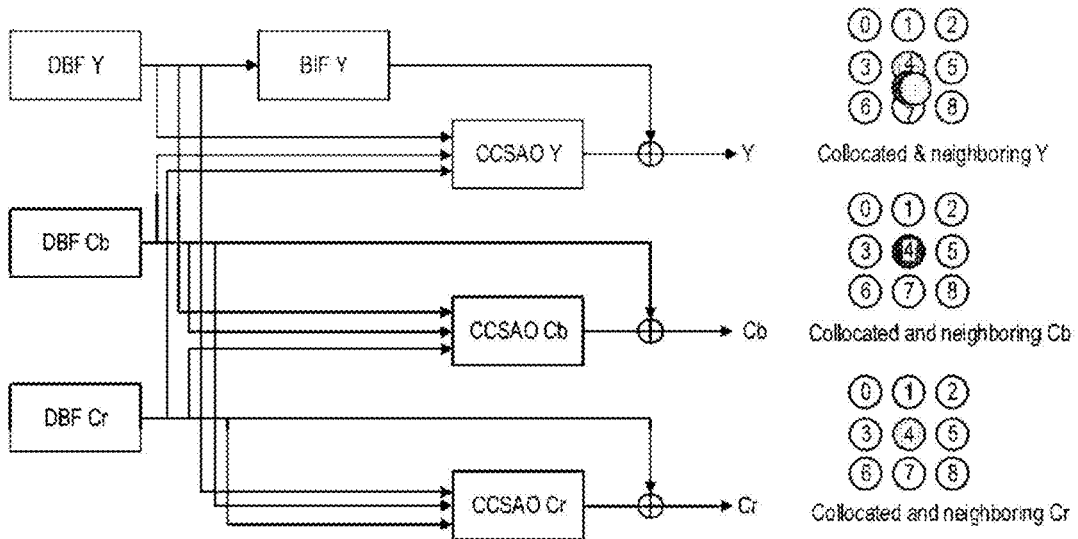 DBF Y
BIF Y
CCSAO Y
Y
DBF Cb
CCSAO Cb
Cb
DBF Cr
CCSAO Cr
Cr
0 1 2
3 4 5
6 7 8
Collocated & neighboring Y
0 1 2
3 4 5
6 7 8
Collocated and neighboring Cb
0 1 2
3 4 5
6 7 8
Collocated and neighboring Cr